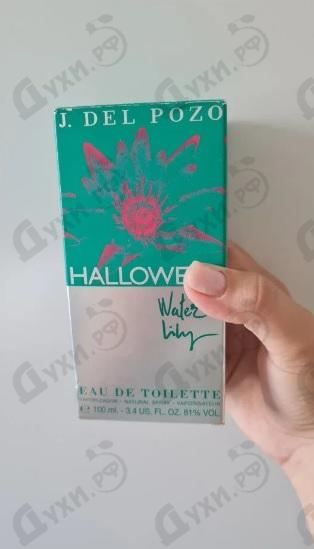 J. DEL POZO
HALLOWE
Water
Lily
EAU DE TOILETTE
VAPORIZADOR - NATURAL SPRAY - VAPORISATEUR
e 100 ml. - 3.4 US. FL. OZ. 81% VOL.
Духи.рф